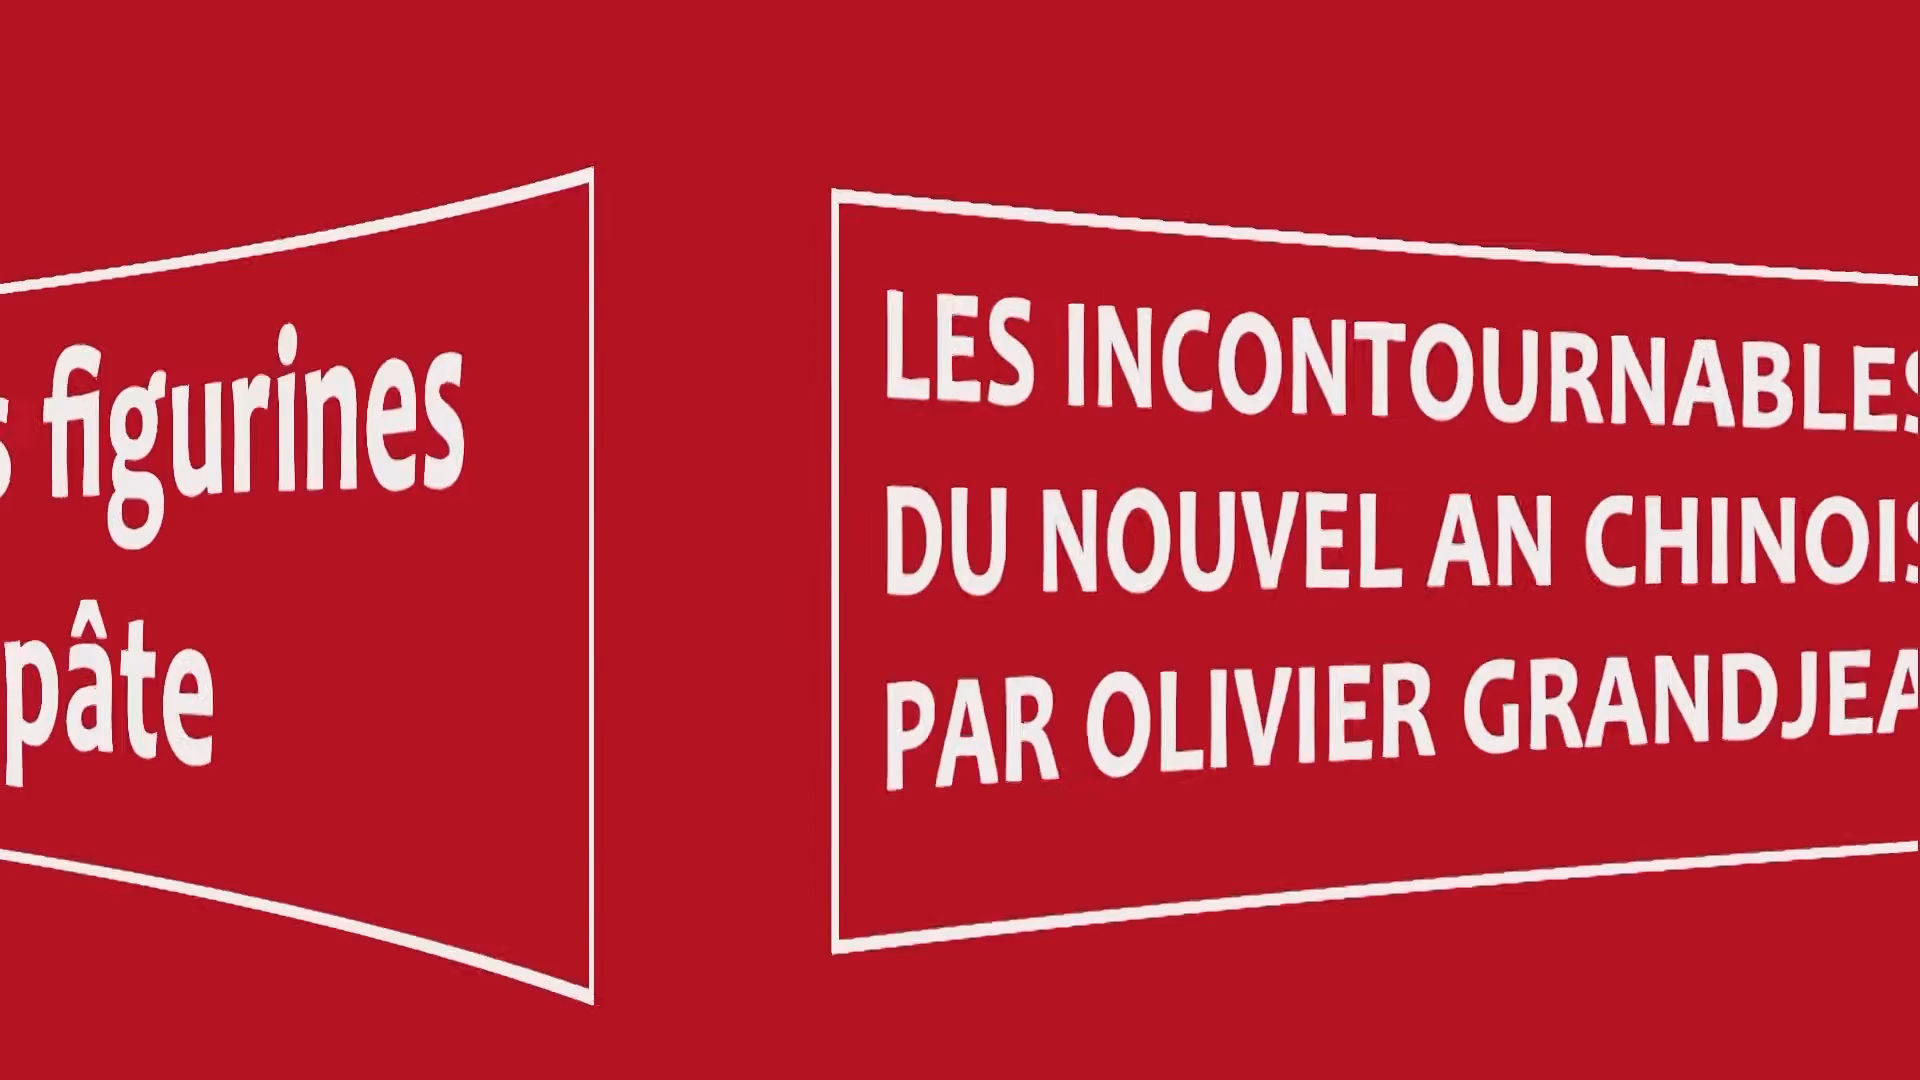 figurines
pâte
LES INCONTOURNABLES
DU NOUVEL AN CHINOIS
PAR OLIVIER GRANDJEA